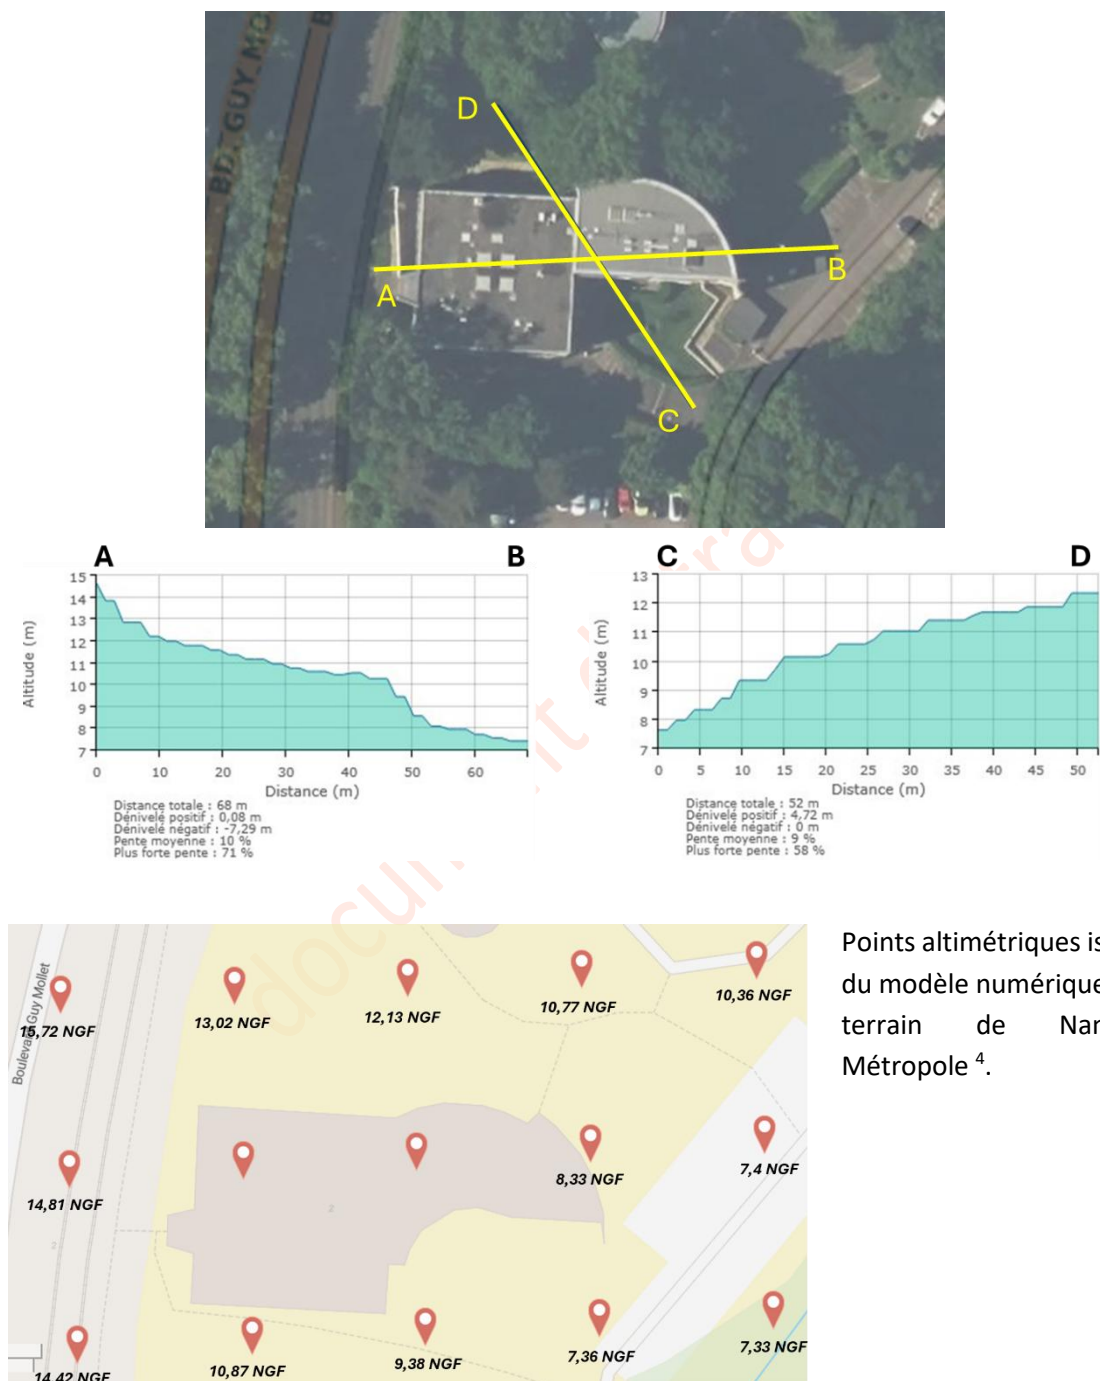 BD. GUY MO
B
D
A
B
C
A
B
15
14
13
12
11
10
9
8
7
Altitude (m)
0
10
20
30
40
50
60
Distance (m)
Distance totale : 68 m
Dénivelé positif : 0,08 m
Dénivelé négatif : -7,29 m
Pente moyenne : 10 %
Plus forte pente : 71 %
C
D
13
12
11
10
9
8
7
Altitude (m)
0
5
10
15
20
25
30
35
40
45
50
Distance (m)
Distance totale : 52 m
Dénivelé positif : 4,72 m
Dénivelé négatif : 0 m
Pente moyenne : 9 %
Plus forte pente : 58 %
Boulevard Guy Mollet
15,72 NGF
13,02 NGF
12,13 NGF
10,77 NGF
10,36 NGF
14,81 NGF
8,33 NGF
7,4 NGF
2
2
14,42 NGF
10,87 NGF
9,38 NGF
7,36 NGF
7,33 NGF
Points altimétriques is
du modèle numérique
terrain de Nan
Métropole ⁴.